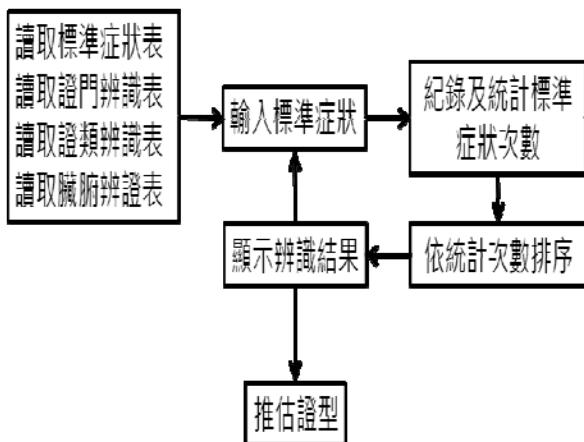 讀取標準症狀表
讀取證門辨識表
讀取證類辨識表
讀取臟腑辨證表
輸入標準症狀
紀錄及統計標準
症狀次數
顯示辨識結果
依統計次數排序
推估證型